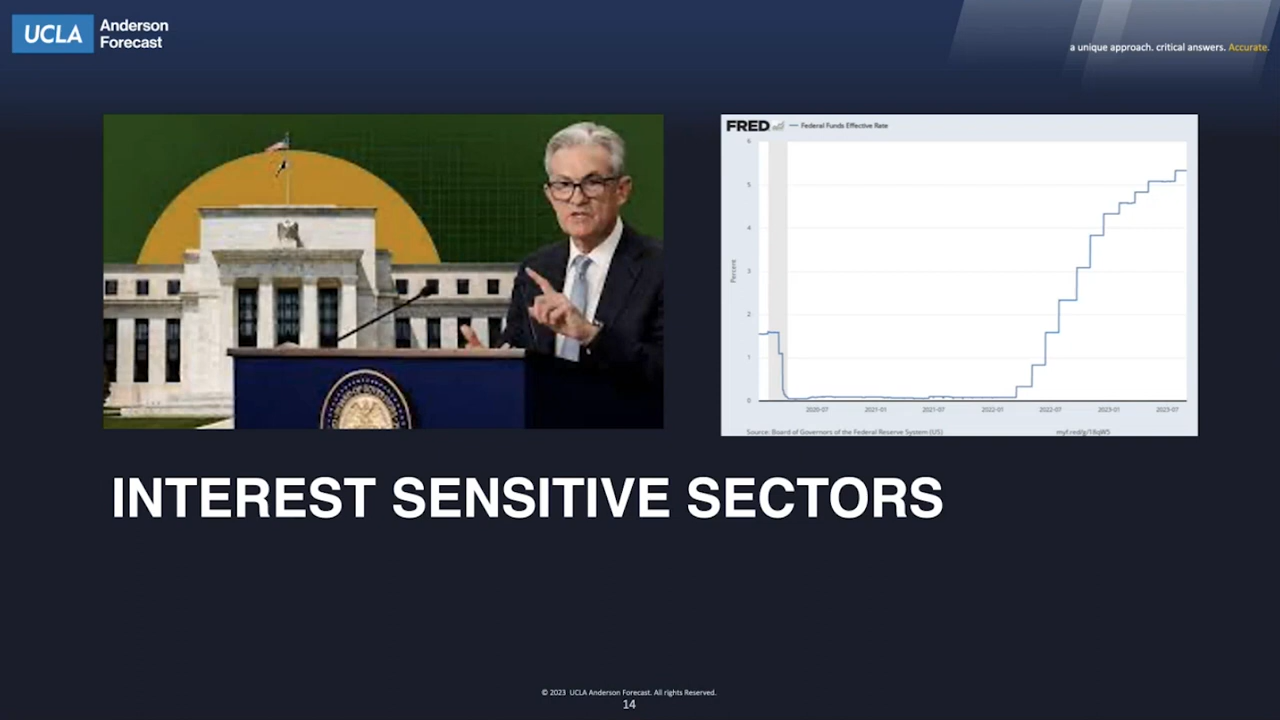 UCLA
Anderson
Forecast
a unique approach. critical answers. Accurate.
FRED
Federal Funds Effective Rate
6
5
4
3
2
1
0
Percent
2020-07
2021-01
2021-07
2022-01
2022-07
2023-01
2023-07
Source: Board of Governors of the Federal Reserve System (US)
INTEREST SENSITIVE SECTORS
© 2023 UCLA Anderson Forecast. All rights Reserved.
14